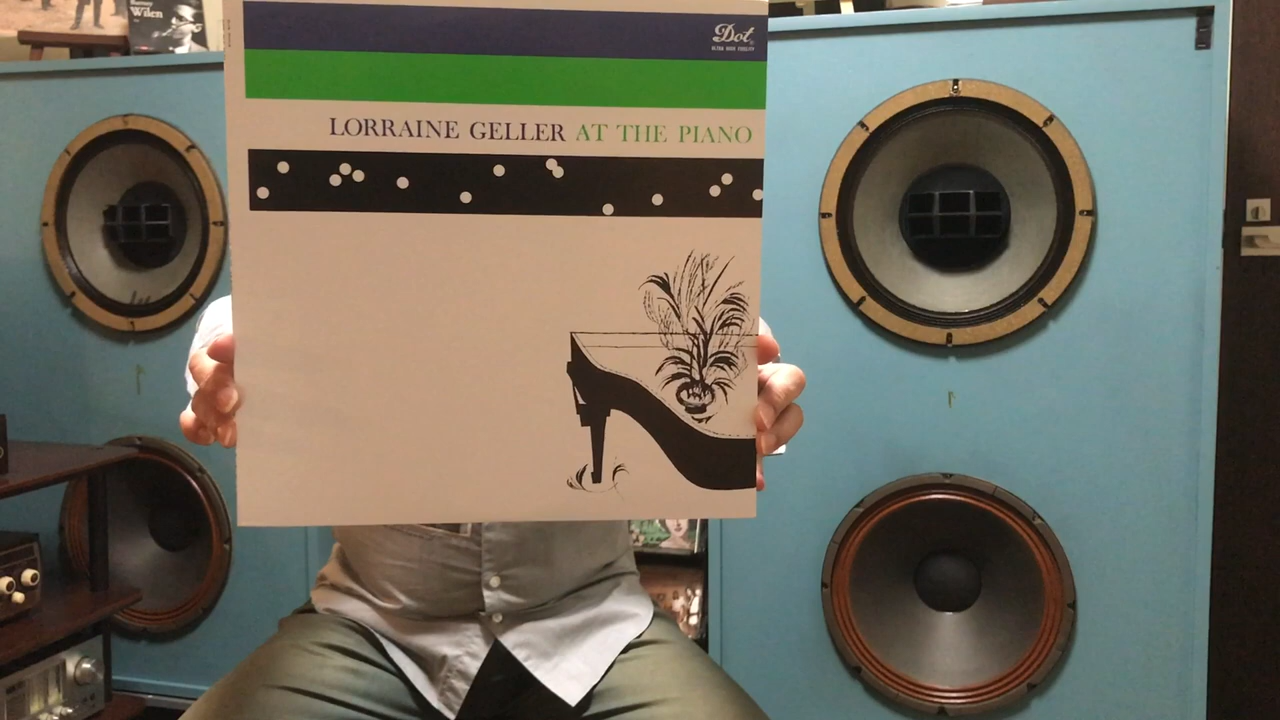 Wilen
Dot
ULTRA HIGH FIDELITY
LORRAINE GELLER AT THE PIANO